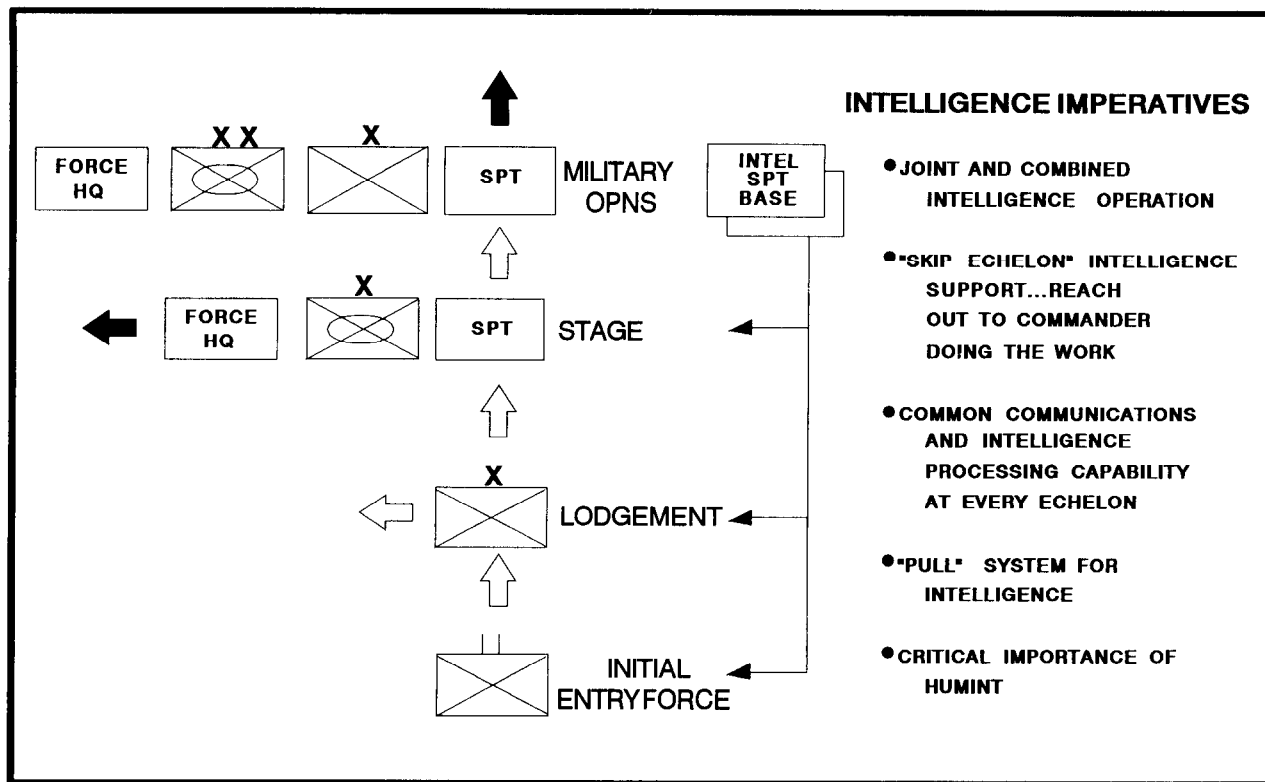 INTELLIGENCE IMPERATIVES
X X
X
FORCE
HQ
SPT
MILITARY
OPNS
INTEL
SPT
BASE
X
FORCE
HQ
SPT
STAGE
X
LODGEMENT
INITIAL
ENTRY FORCE
●JOINT AND COMBINED
INTELLIGENCE OPERATION
●"SKIP ECHELON" INTELLIGENCE
SUPPORT...REACH
OUT TO COMMANDER
DOING THE WORK
●COMMON COMMUNICATIONS
AND INTELLIGENCE
PROCESSING CAPABILITY
AT EVERY ECHELON
●"PULL" SYSTEM FOR
INTELLIGENCE
●CRITICAL IMPORTANCE OF
HUMINT